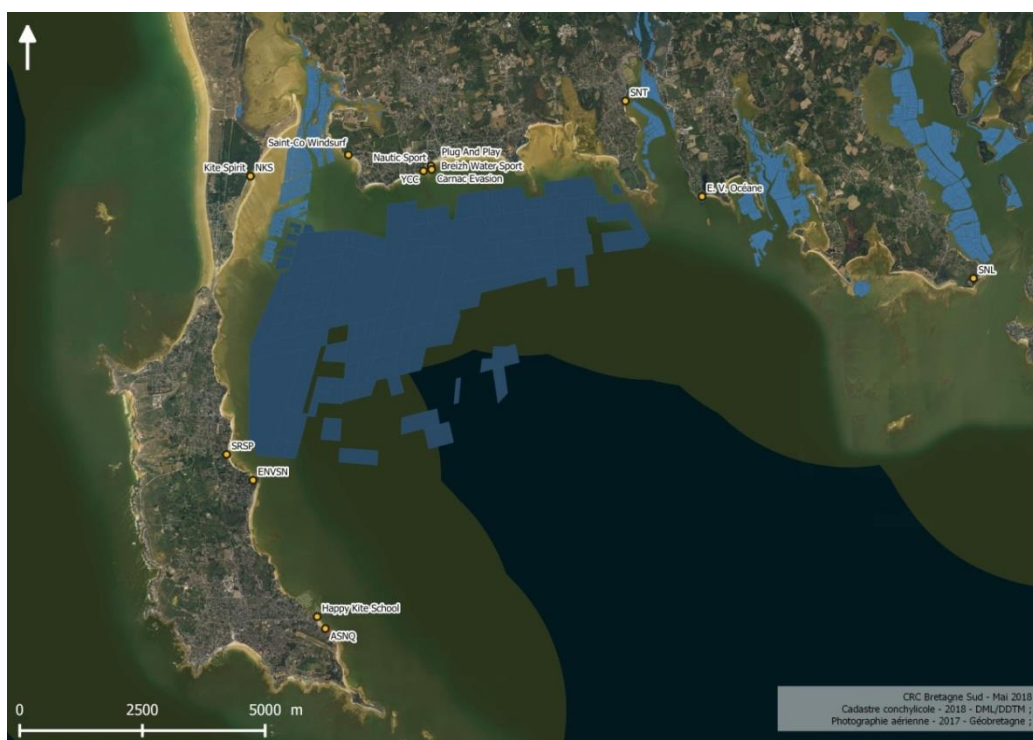 SNT
Saint-Co Windsurf
Nautic Sport
Plug And Play
Kite Spirit
NKS
Breizh Water Sport
YCC
Carnac Evasion
E. V. Océane
SNL
SRSP
ENVSN
Happy Kite School
ASNQ
0 2500 5000 m
CRC Bretagne Sud - Mai 2018
Cadastre conchylicole - 2018 - DML/DDTM ;
Photographie aérienne - 2017 - Géobretagne ;